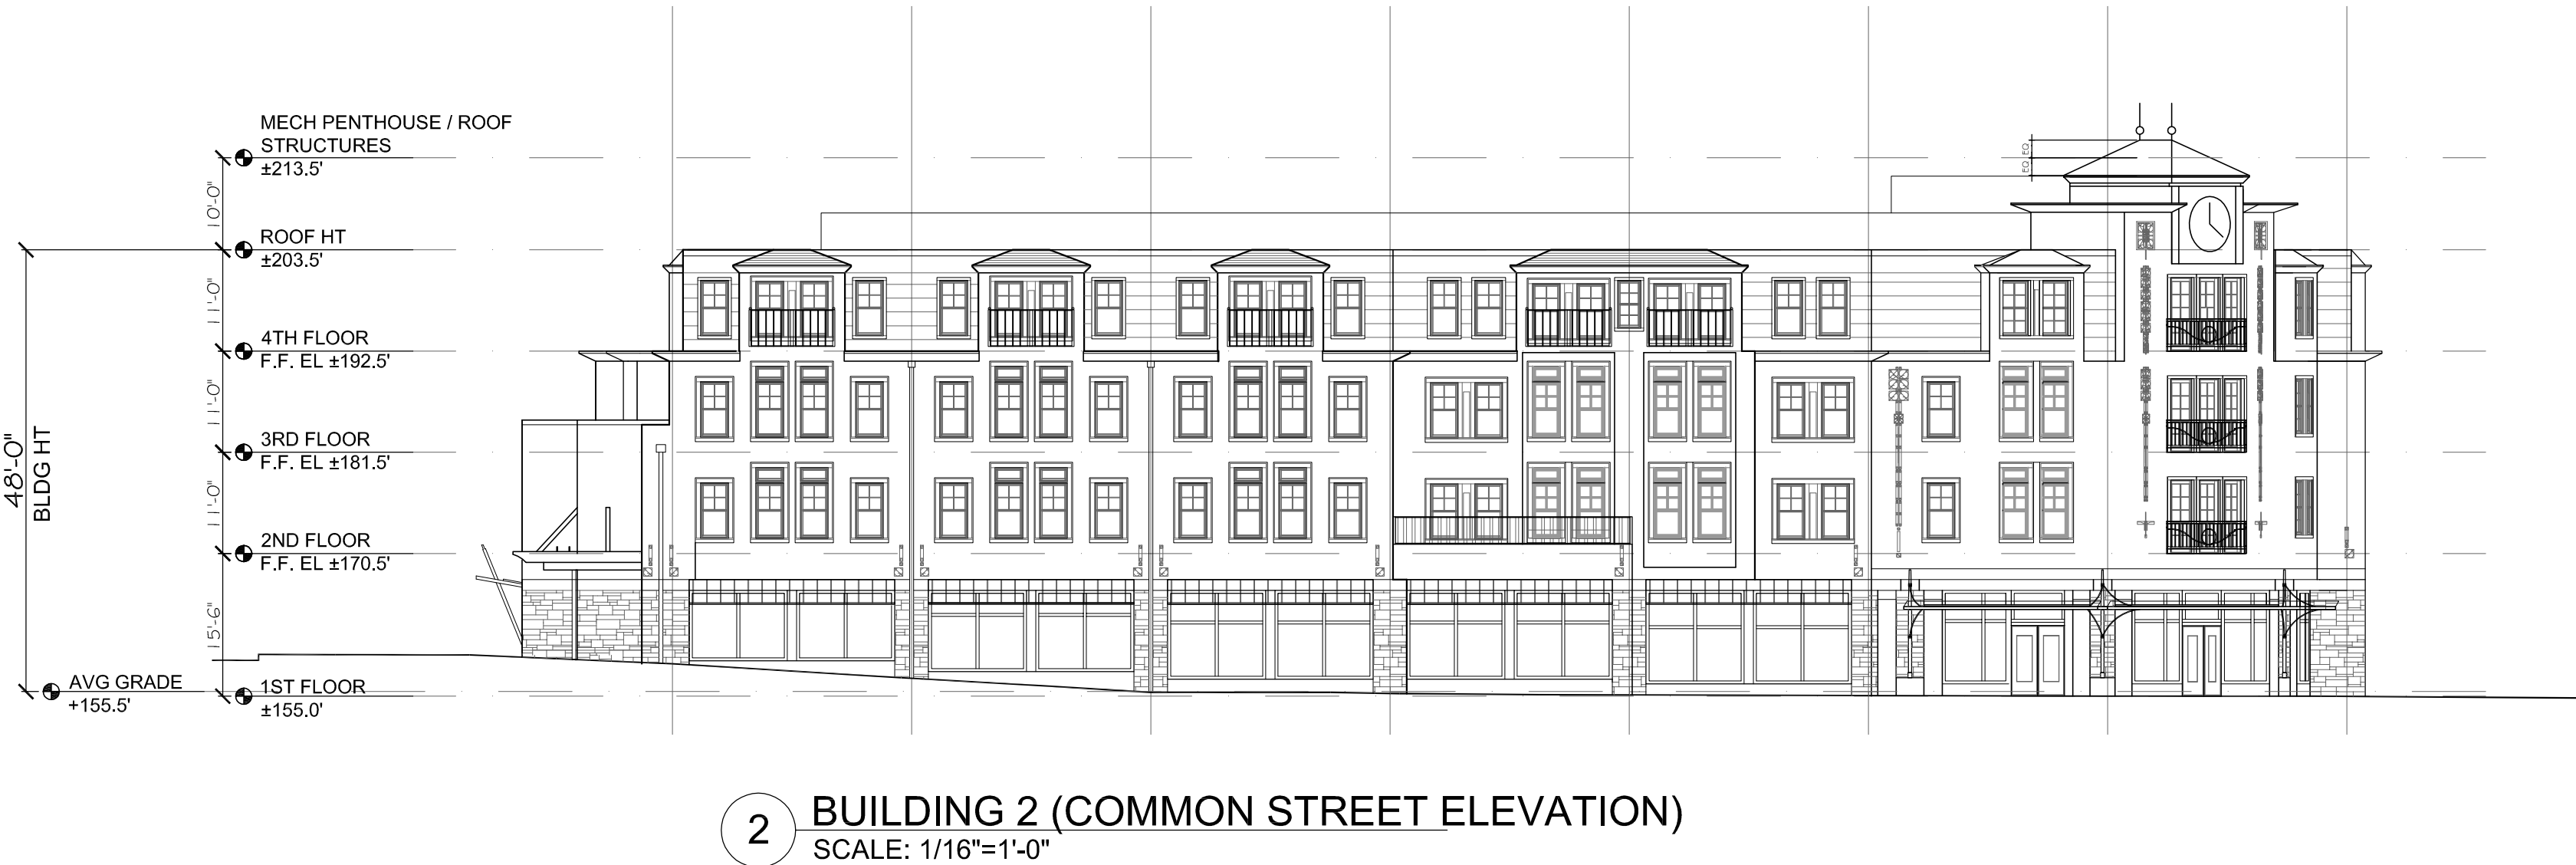 MECH PENTHOUSE / ROOF
STRUCTURES
±213.5'
10'-0"
ROOF HT
±203.5'
11'-0"
4TH FLOOR
F.F. EL ±192.5'
11'-0"
3RD FLOOR
F.F. EL ±181.5'
11'-0"
2ND FLOOR
F.F. EL ±170.5'
15'-6"
1ST FLOOR
±155.0'
48'-0"
BLDG HT
AVG GRADE
+155.5'
EQ
EQ
2
BUILDING 2 (COMMON STREET ELEVATION)
SCALE: 1/16"=1'-0"